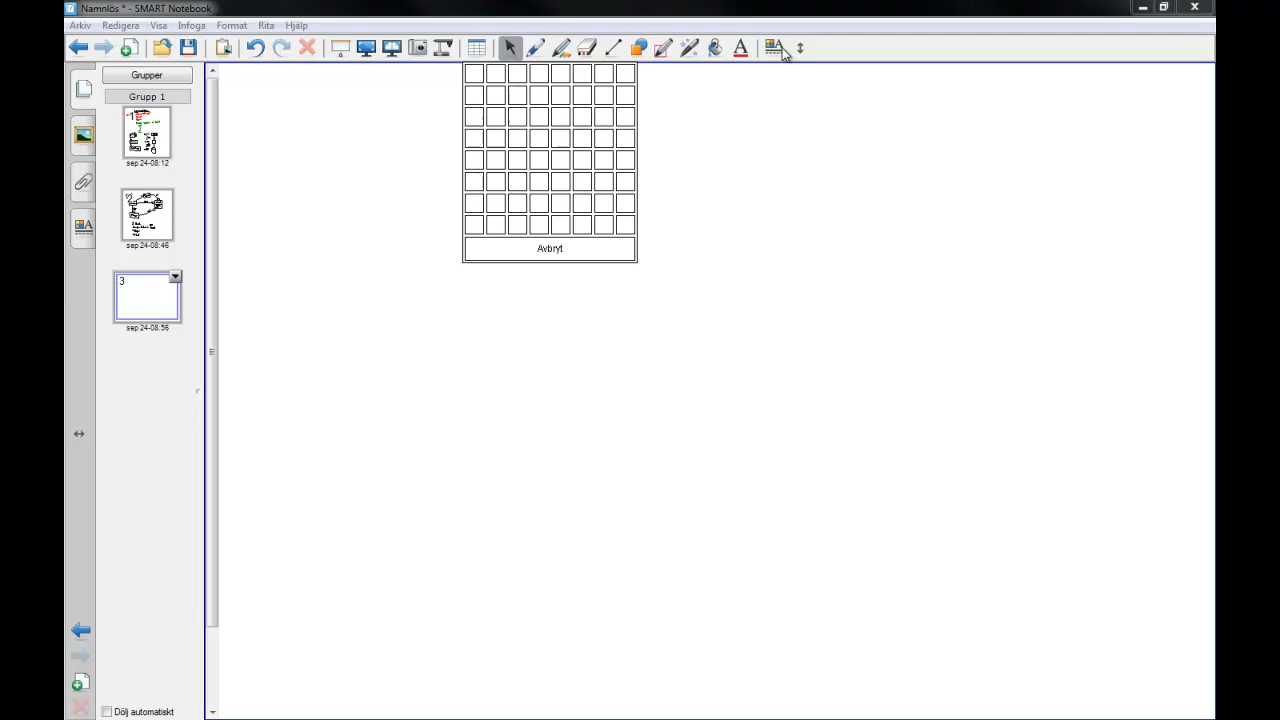 Namnlös * - SMART Notebook
Arkiv Redigera Visa Infoga Format Rita Hjälp
Grupper
Grupp 1
sep 24-08:12
sep 24-08:46
3
sep 24-08:56
Avbryt
Dölj automatiskt